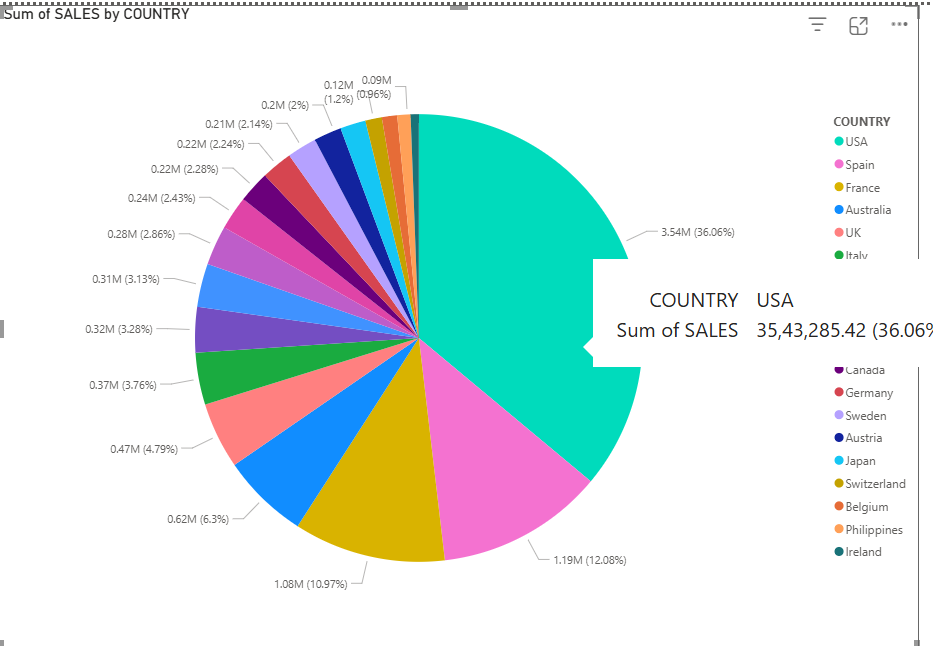 Sum of SALES by COUNTRY
0.09M
(0.96%)
0.12M
(1.2%)
0.2M (2%)
0.21M (2.14%)
0.22M (2.24%)
0.22M (2.28%)
0.24M (2.43%)
0.28M (2.86%)
0.31M (3.13%)
0.32M (3.28%)
0.37M (3.76%)
0.47M (4.79%)
0.62M (6.3%)
1.08M (10.97%)
1.19M (12.08%)
3.54M (36.06%)
COUNTRY
USA
Spain
France
Australia
UK
Italy
COUNTRY USA
Sum of SALES 35,43,285.42 (36.06%
Canada
Germany
Sweden
Austria
Japan
Switzerland
Belgium
Philippines
Ireland